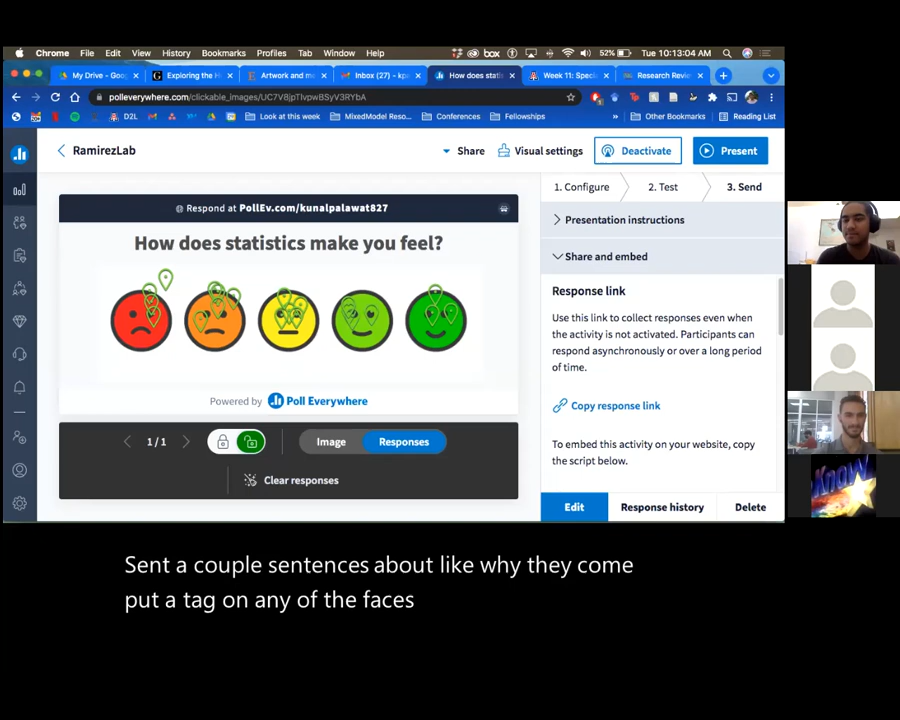 Chrome File Edit View History Bookmarks Profiles Tab Window Help
box 52% Tue 10:13:04 AM
My Drive - Goog
Exploring the H
Artwork and m
Inbox (27) - kp
How does stati
Week 11: Speci
Research Revie
polleverywhere.com/clickable_images/UC7V8jpTlvpwBSyV3RYbA
D2L
Look at this week
MixedModel Reso...
Conferences
Fellowships
»
Other Bookmarks
Reading List
RamirezLab
Share
Visual settings
Deactivate
Present
@ Respond at PollEv.com/kunalpalawat827
How does statistics make you feel?
Powered by Poll Everywhere
1 / 1
Image
Responses
Clear responses
1. Configure
2. Test
3. Send
Presentation instructions
Share and embed
Response link
Use this link to collect responses even when
the activity is not activated. Participants can
respond asynchronously or over a long period
of time.
Copy response link
To embed this activity on your website, copy
the script below.
Edit
Response history
Delete
Know
Sent a couple sentences about like why they come
put a tag on any of the faces